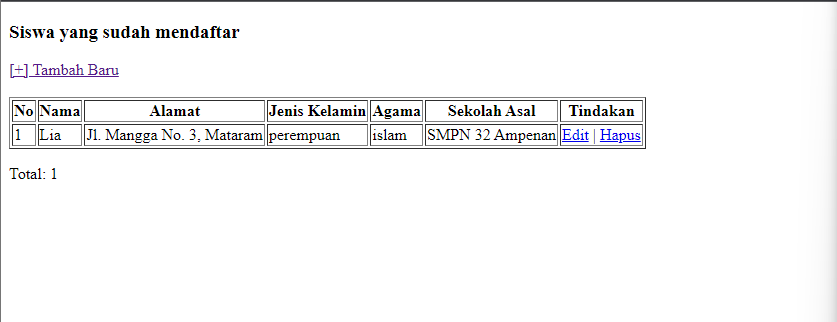 Siswa yang sudah mendaftar
[+] Tambah Baru
No Nama Alamat Jenis Kelamin Agama Sekolah Asal Tindakan
1 Lia Jl. Mangga No. 3, Mataram perempuan islam SMPN 32 Ampenan Edit | Hapus
Total: 1